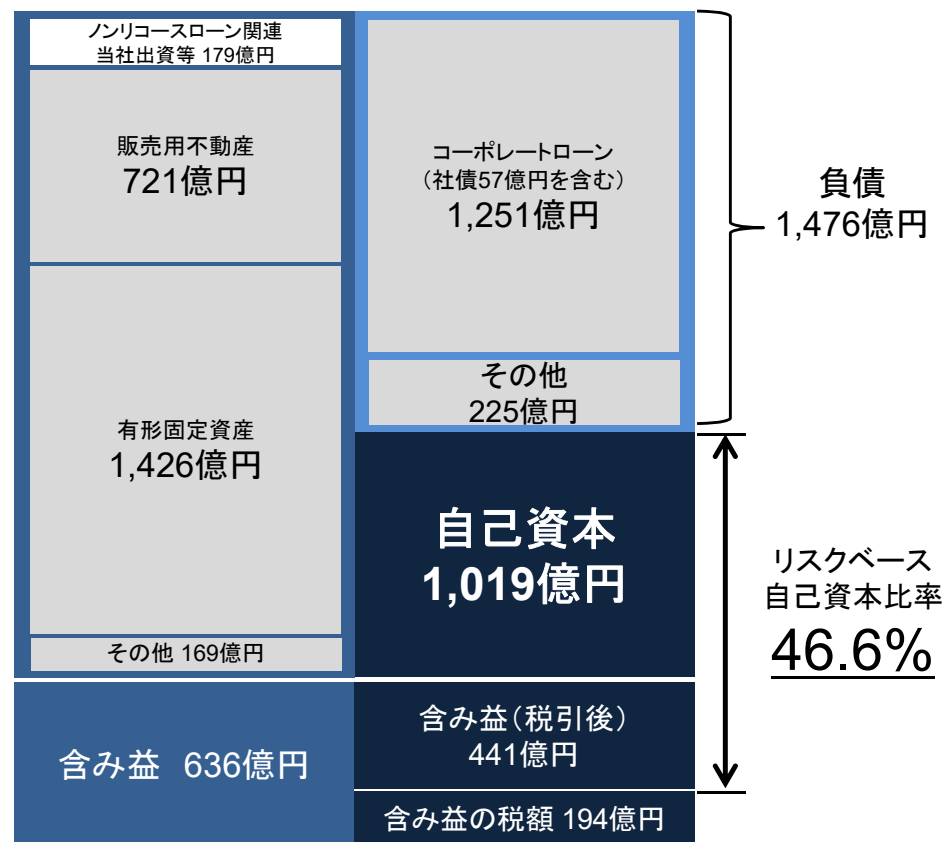 ノンリコースローン関連
当社出資等 179億円
販売用不動産
721億円
有形固定資産
1,426億円
その他 169億円
含み益 636億円
コーポレートローン
（社債57億円を含む）
1,251億円
その他
225億円
自己資本
1,019億円
含み益（税引後）
441億円
含み益の税額 194億円
負債
1,476億円
リスクベース
自己資本比率
46.6%